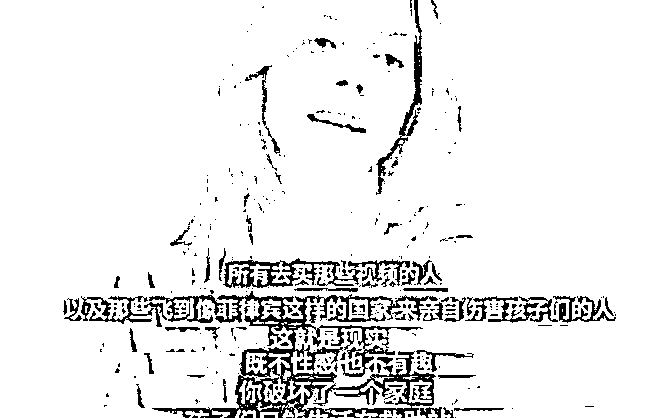 所有去买那些视频的人
以及那些飞到像菲律宾这样的国家来亲自伤害孩子们的人
这就是现实
既不性感也不有趣
你破坏了一个家庭